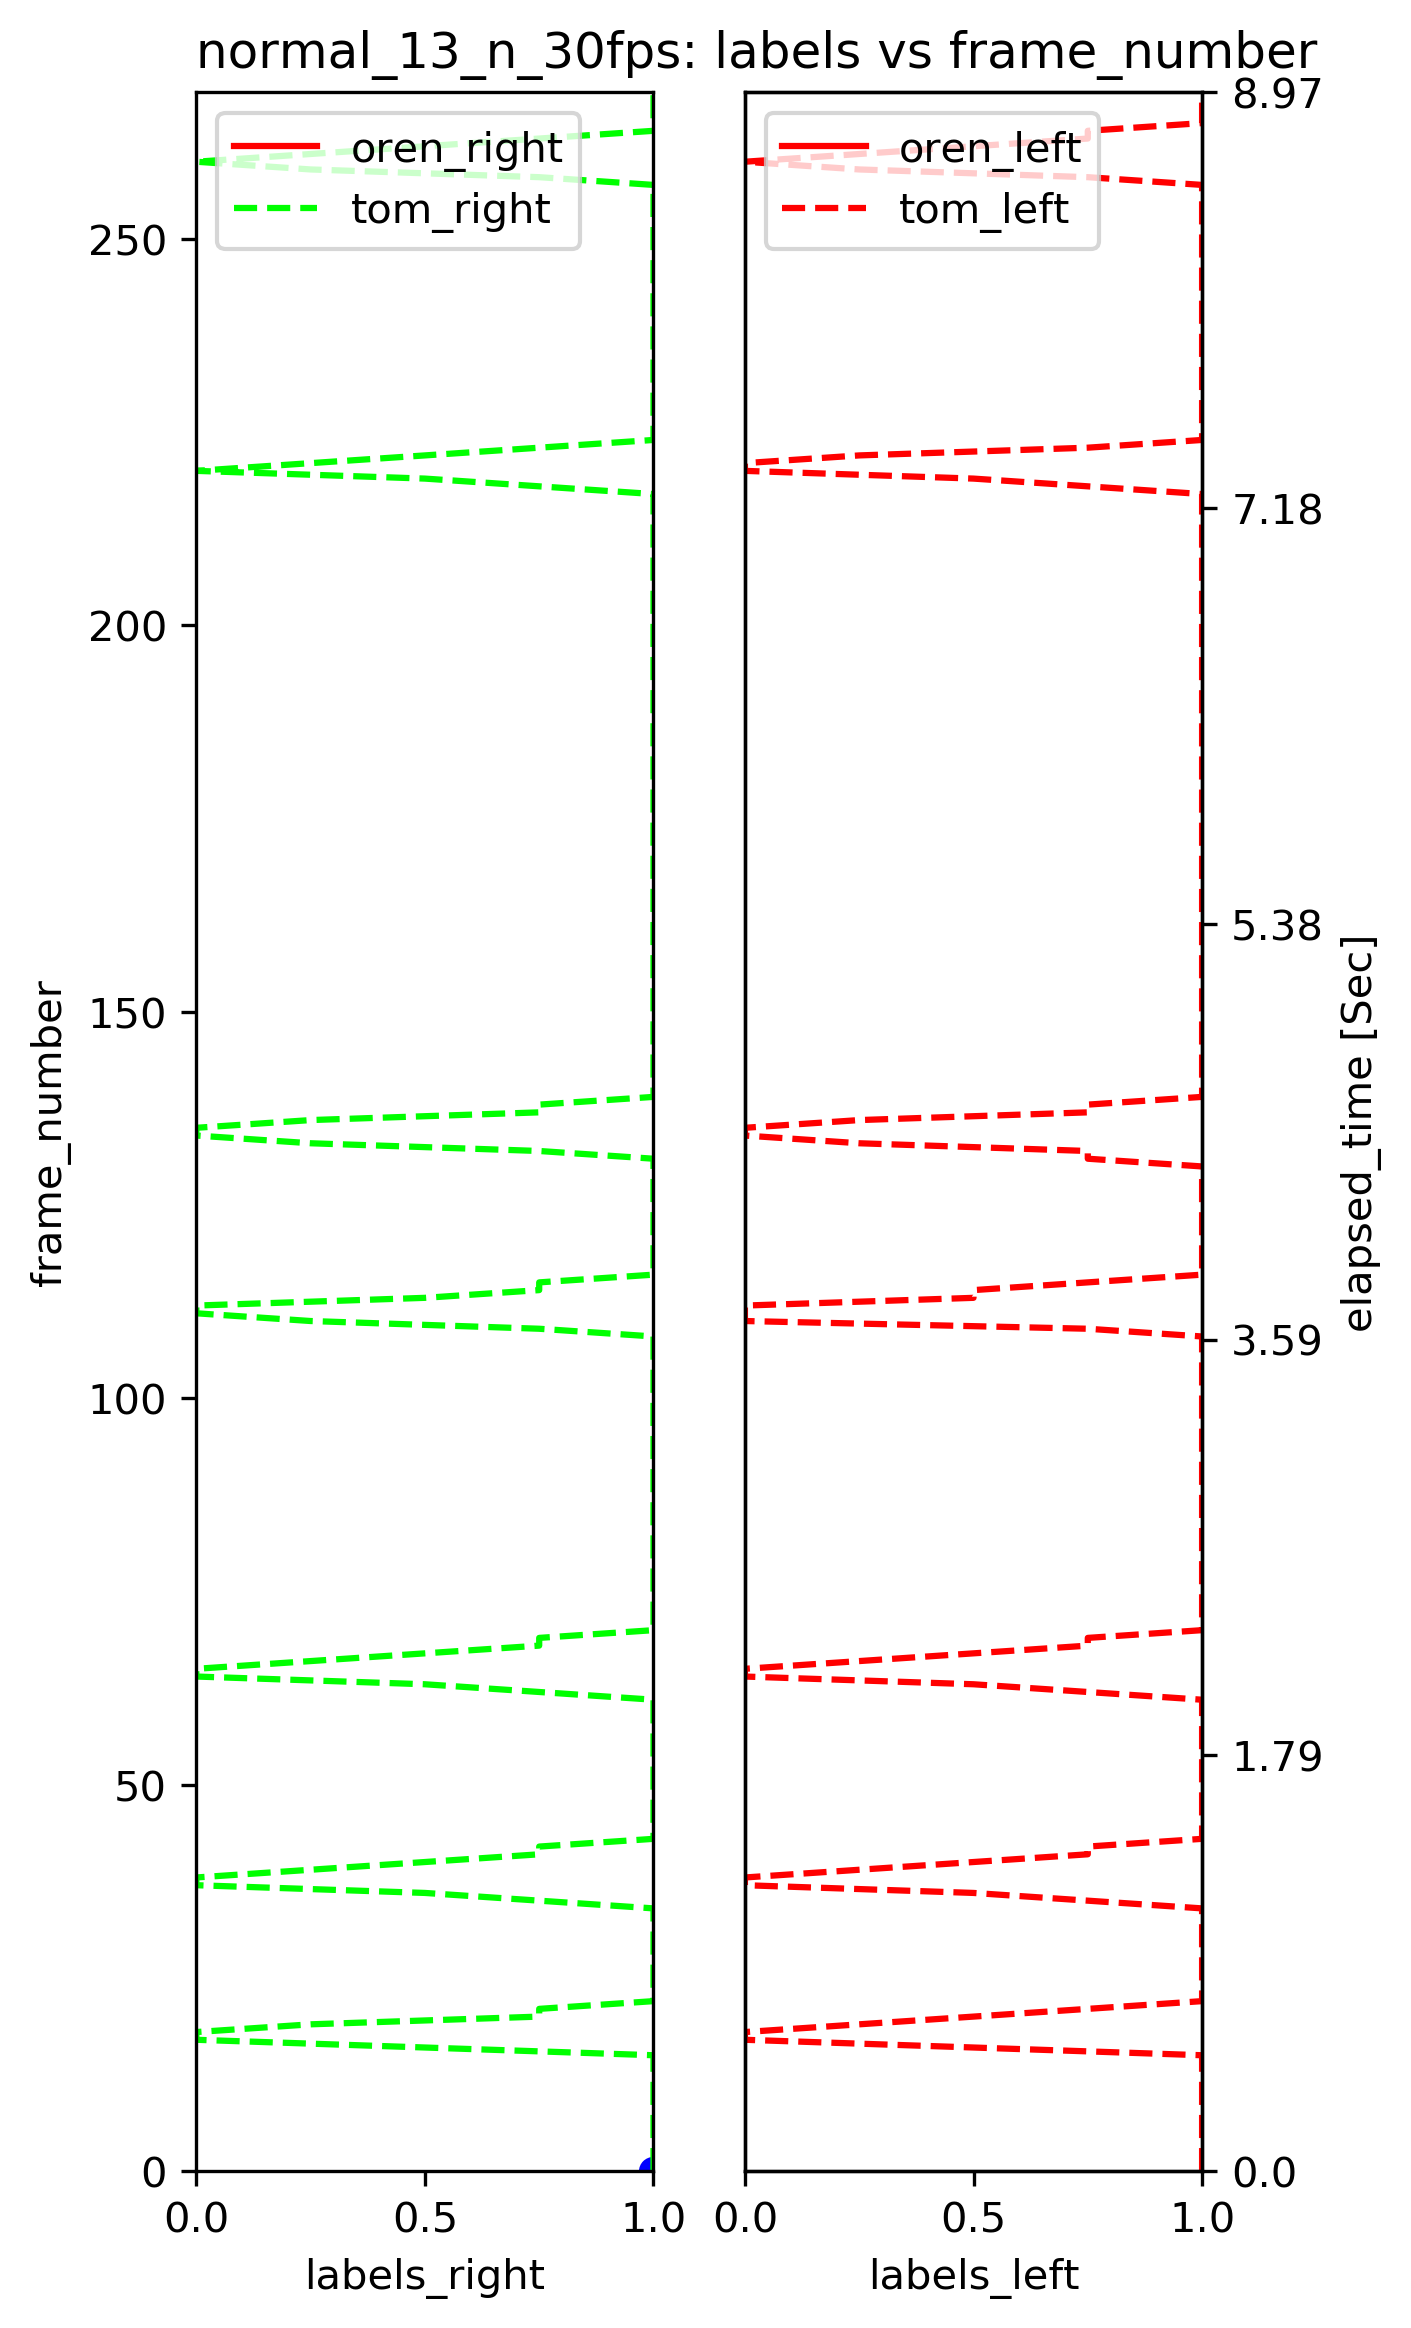 normal_13_n_30fps: labels vs frame_number
oren_right
tom_right
250
200
150
100
50
0
frame_number
0.0 0.5 1.0
labels_right
oren_left
tom_left
8.97
7.18
5.38
3.59
1.79
0.0
elapsed_time [Sec]
0.0 0.5 1.0
labels_left